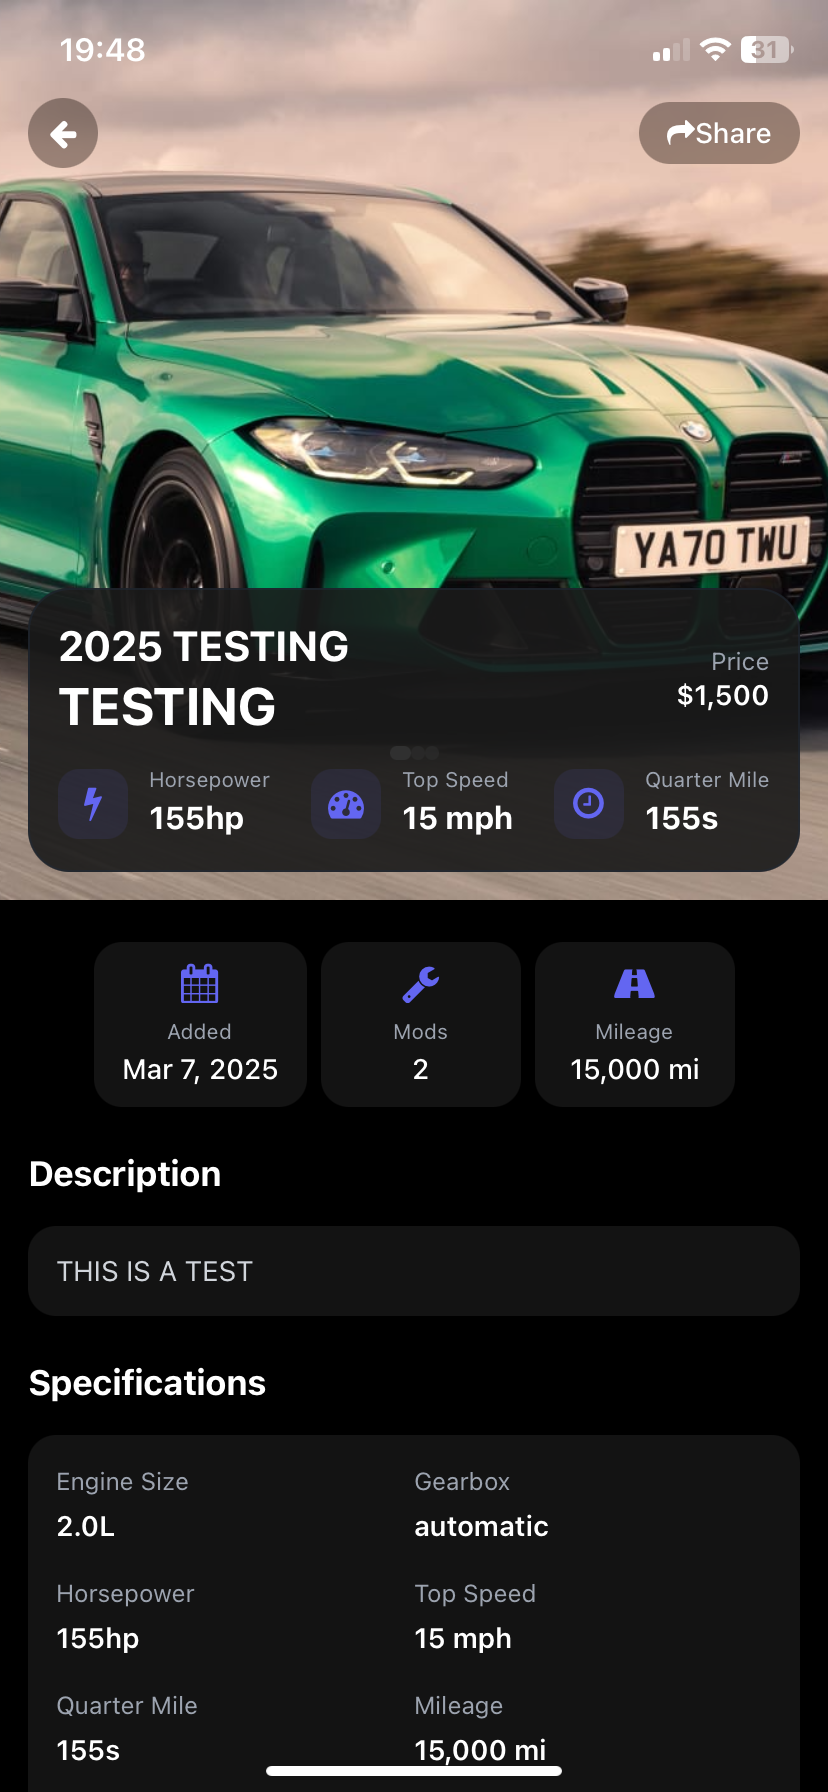 19:48
31
Share
YA70 TWU
2025 TESTING
TESTING
Price
$1,500
Horsepower
155hp
Top Speed
15 mph
Quarter Mile
155s
Added
Mar 7, 2025
Mods
2
Mileage
15,000 mi
Description
THIS IS A TEST
Specifications
Engine Size
2.0L
Gearbox
automatic
Horsepower
155hp
Top Speed
15 mph
Quarter Mile
155s
Mileage
15,000 mi